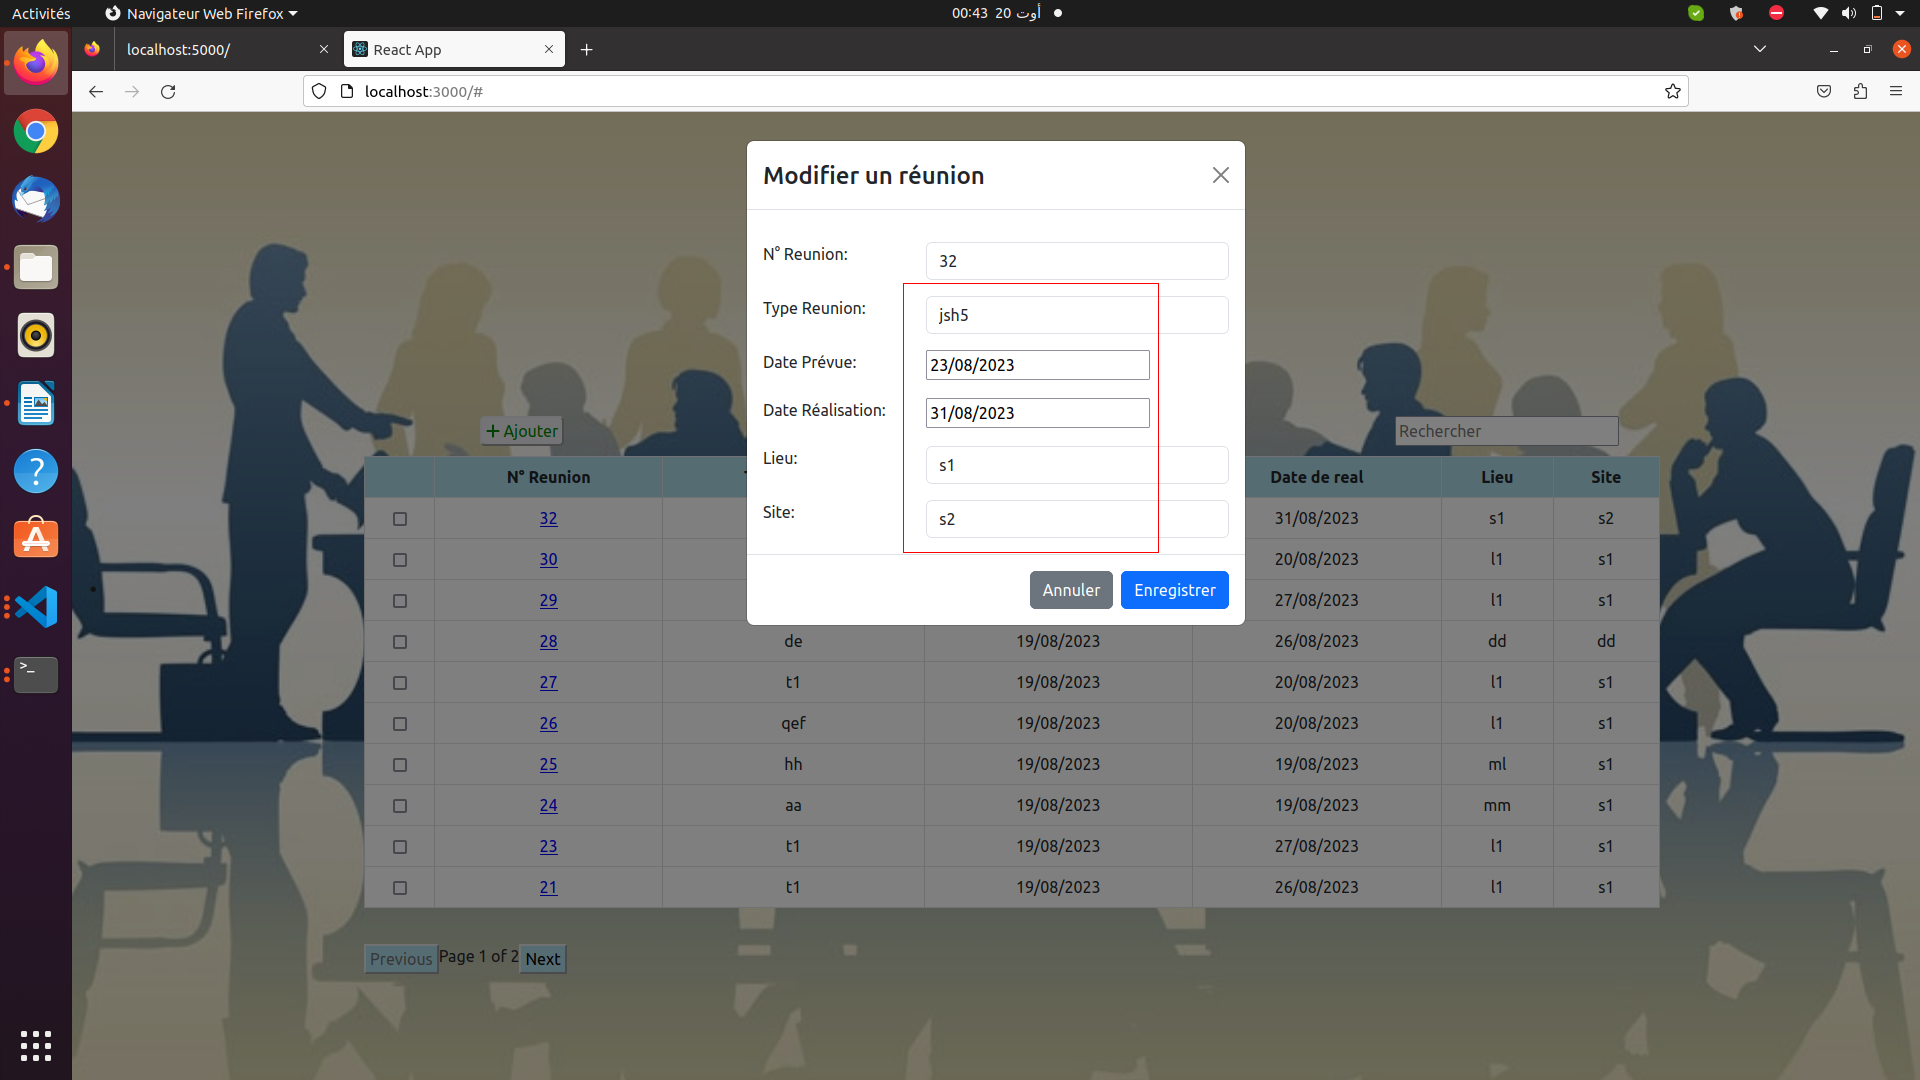 Activités
Navigateur Web Firefox
00:43 20 أوت
localhost:5000/
React App
localhost:3000/#
Modifier un réunion
N° Reunion:
32
Type Reunion:
jsh5
Date Prévue:
23/08/2023
Date Réalisation:
31/08/2023
Lieu:
s1
Site:
s2
Annuler Enregistrrer
+ Ajouter
Rechercher
N° Reunion Date de real Lieu Site
32 31/08/2023 s1 s2
30 20/08/2023 l1 s1
29 27/08/2023 l1 s1
28 de 19/08/2023 26/08/2023 dd dd
27 t1 19/08/2023 20/08/2023 l1 s1
26 qef 19/08/2023 20/08/2023 l1 s1
25 hh 19/08/2023 19/08/2023 ml s1
24 aa 19/08/2023 19/08/2023 mm s1
23 t1 19/08/2023 27/08/2023 l1 s1
21 t1 19/08/2023 26/08/2023 l1 s1
Previous Page 1 of 2 Next